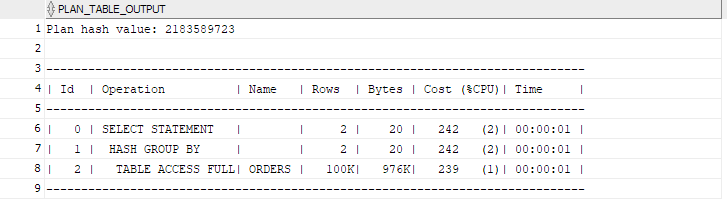 PLAN_TABLE_OUTPUT
1 Plan hash value: 2183589723
2
3 --------------------------------------------------------------------------------
4 | Id  | Operation          | Name   | Rows  | Bytes | Cost (%CPU)| Time     |
5 --------------------------------------------------------------------------------
6 |   0 | SELECT STATEMENT   |        |     2 |    20 |   242   (2)| 00:00:01 |
7 |   1 |  HASH GROUP BY     |        |     2 |    20 |   242   (2)| 00:00:01 |
8 |   2 |   TABLE ACCESS FULL| ORDERS |   100K|   976K|   239   (1)| 00:00:01 |
9 --------------------------------------------------------------------------------